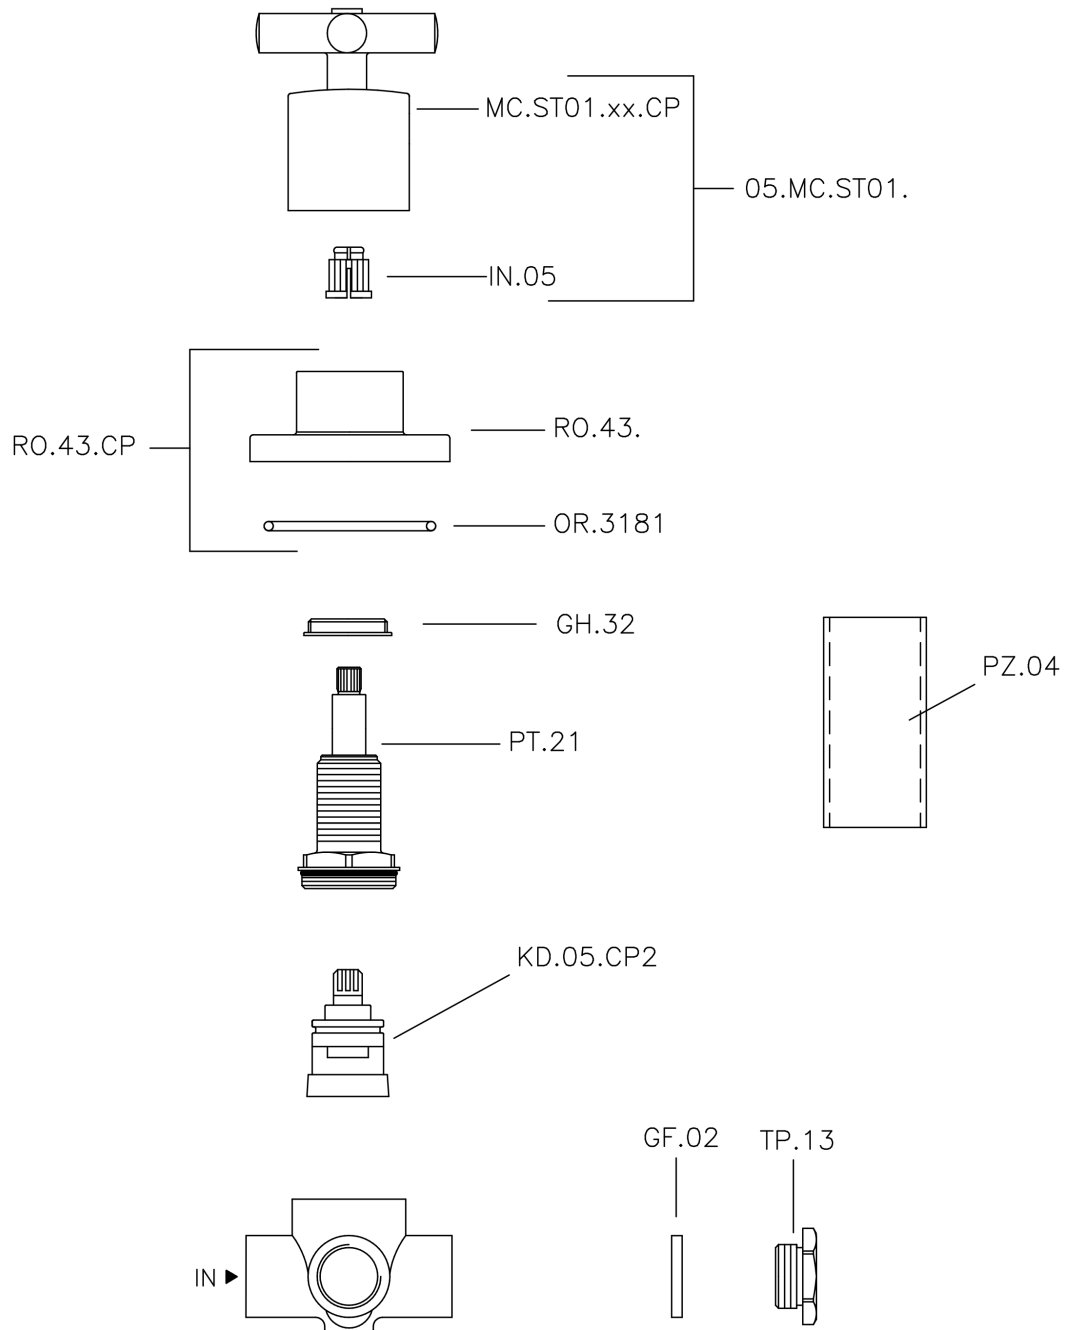 MC.ST01.xx.CP
05.MC.ST01.
IN.05
RO.43.CP
RO.43.
OR.3181
GH.32
PZ.04
PT.21
KD.05.CP2
GF.02
TP.13
IN